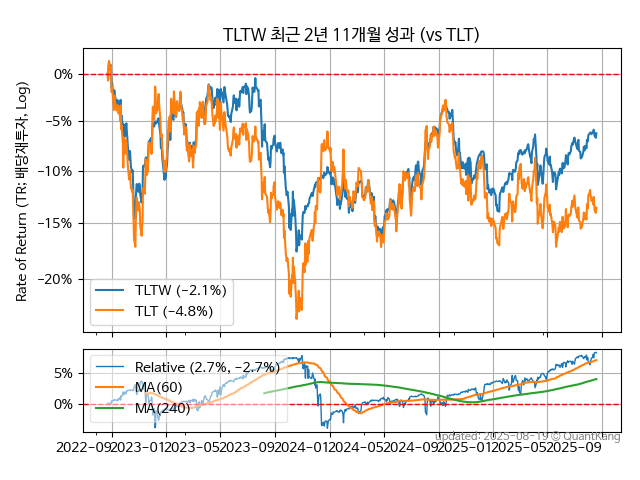 TLTW 최근 2년 11개월 성과 (vs TLT)
Rate of Return (TR: 배당재투자, Log)
0%
−5%
−10%
−15%
−20%
TLTW (−2.1%)
TLT (−4.8%)
5%
0%
Relative (2.7%, −2.7%)
MA(60)
MA(240)
2022-09
2023-01
2023-05
2023-09
2024-01
2024-05
2024-09
2025-01
2025-05
2025-09
updated: 2025-08-19 © QuantKang